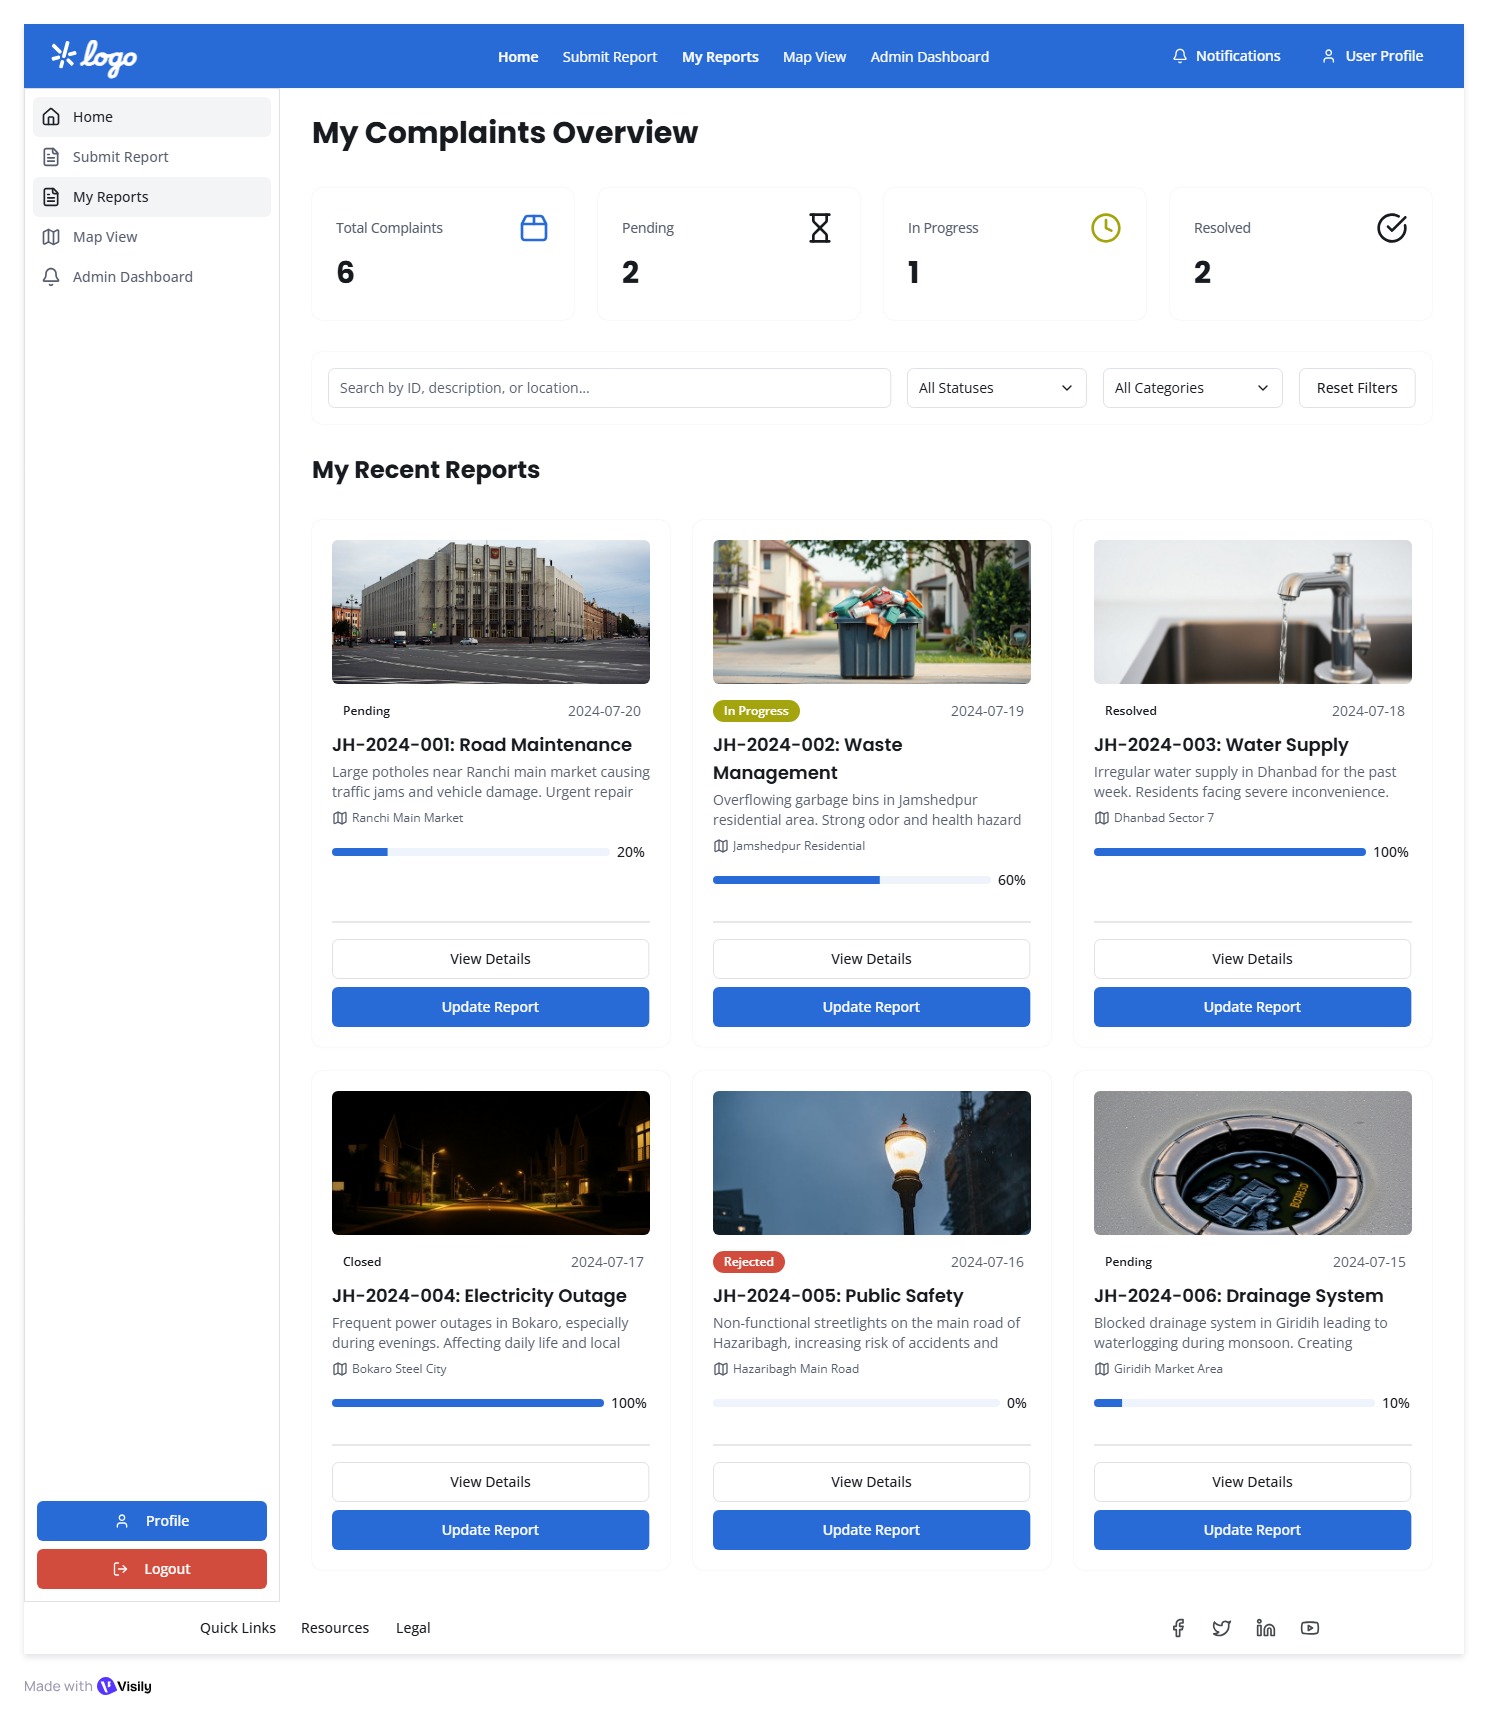 logo
Home Submit Report My Reports Map View Admin Dashboard Notifications User Profile
Home
Submit Report
My Reports
Map View
Admin Dashboard
Profile
Logout
My Complaints Overview
Total Complaints
6
Pending
2
In Progress
1
Resolved
2
Search by ID, description, or location...
All Statuses
All Categories
Reset Filters
My Recent Reports
Pending 2024-07-20
JH-2024-001: Road Maintenance
Large potholes near Ranchi main market causing
traffic jams and vehicle damage. Urgent repair
Ranchi Main Market
20%
View Details
Update Report
In Progress 2024-07-19
JH-2024-002: Waste
Management
Overflowing garbage bins in Jamshedpur
residential area. Strong odor and health hazard
Jamshedpur Residential
60%
View Details
Update Report
Resolved 2024-07-18
JH-2024-003: Water Supply
Irregular water supply in Dhanbad for the past
week. Residents facing severe inconvenience.
Dhanbad Sector 7
100%
View Details
Update Report
Closed 2024-07-17
JH-2024-004: Electricity Outage
Frequent power outages in Bokaro, especially
during evenings. Affecting daily life and local
Bokaro Steel City
100%
View Details
Update Report
Rejected 2024-07-16
JH-2024-005: Public Safety
Non-functional streetlights on the main road of
Hazaribagh, increasing risk of accidents and
Hazaribagh Main Road
0%
View Details
Update Report
Pending 2024-07-15
JH-2024-006: Drainage System
Blocked drainage system in Giridih leading to
waterlogging during monsoon. Creating
Giridih Market Area
10%
View Details
Update Report
Quick Links Resources Legal
Made with Visily